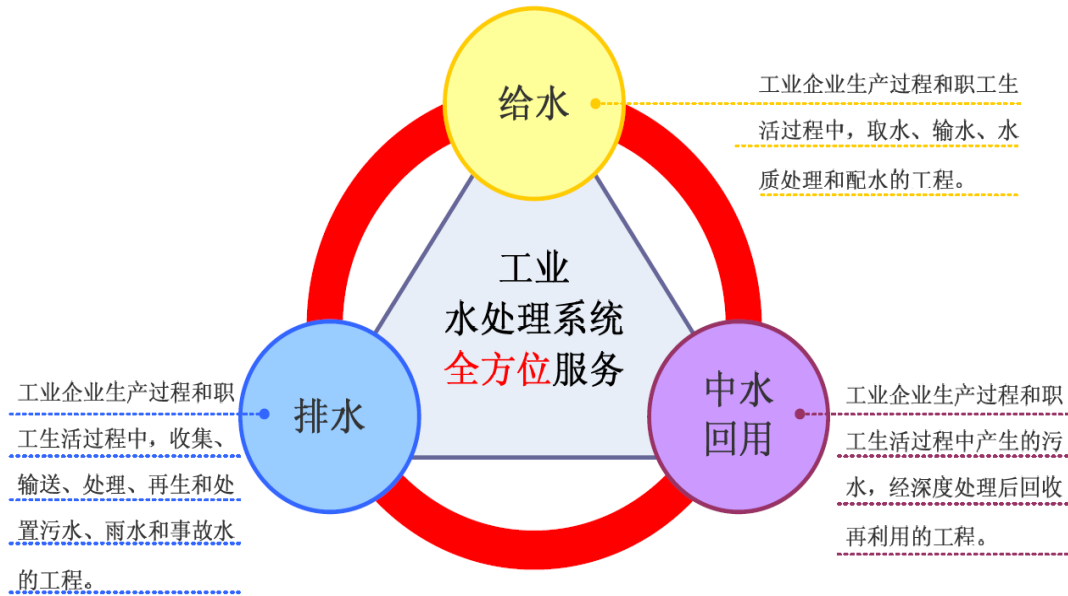 给水
工业企业生产过程和职工生
活过程中，取水、输水、水
质处理和配水的工程。
工业
水处理系统
全方位服务
排水
工业企业生产过程和职
工生活过程中，收集、
输送、处理、再生和处
置污水、雨水和事故水
的工程。
中水
回用
工业企业生产过程和职
工生活过程中产生的污
水，经深度处理后回收
再利用的工程。